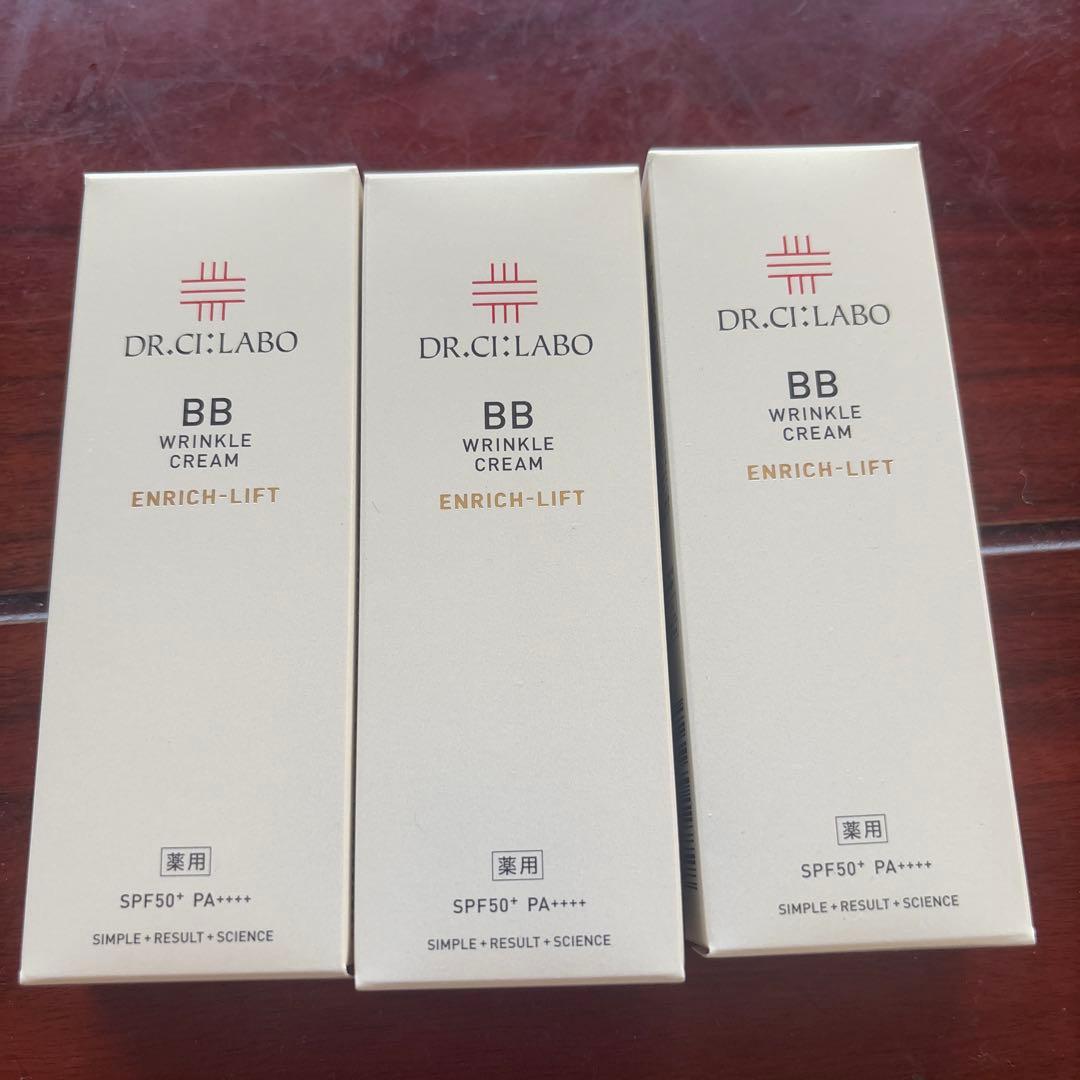 DR.CI:LABO
BB
WRINKLE
CREAM
ENRICH-LIFT
薬用
SPF50+ PA++++
SIMPLE+RESULT+SCIENCE
DR.CI:LABO
BB
WRINKLE
CREAM
ENRICH-LIFT
薬用
SPF50+ PA++++
SIMPLE+RESULT+SCIENCE
DR.CI:LABO
BB
WRINKLE
CREAM
ENRICH-LIFT
薬用
SPF50+ PA++++
SIMPLE+RESULT+SCIENCE